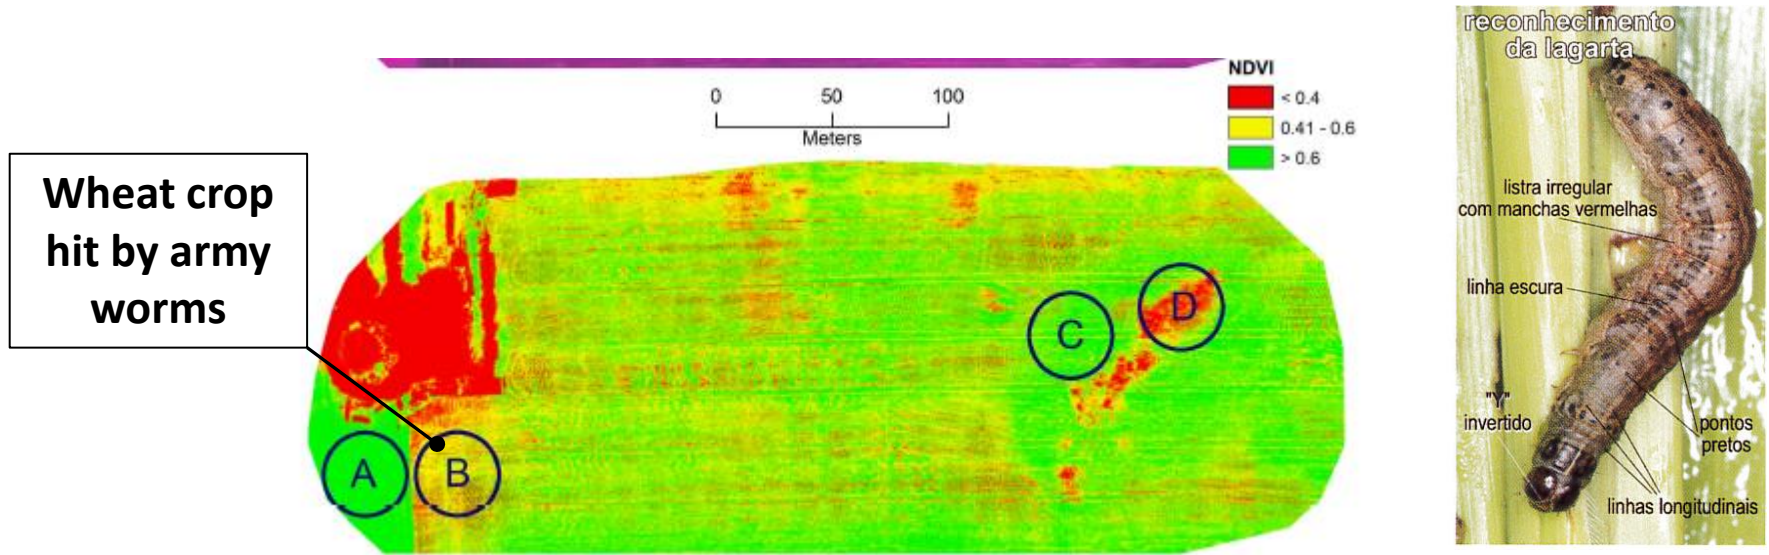 Wheat crop
hit by army
worms
0 50 100
Meters
NDVI
< 0.4
0.41 - 0.6
> 0.6
A
B
C
D
reconhecimento
da lagarta
listra irregular
com manchas vermelhas
linha escura
"Y"
invertido
pontos
pretos
linhas longitudinais